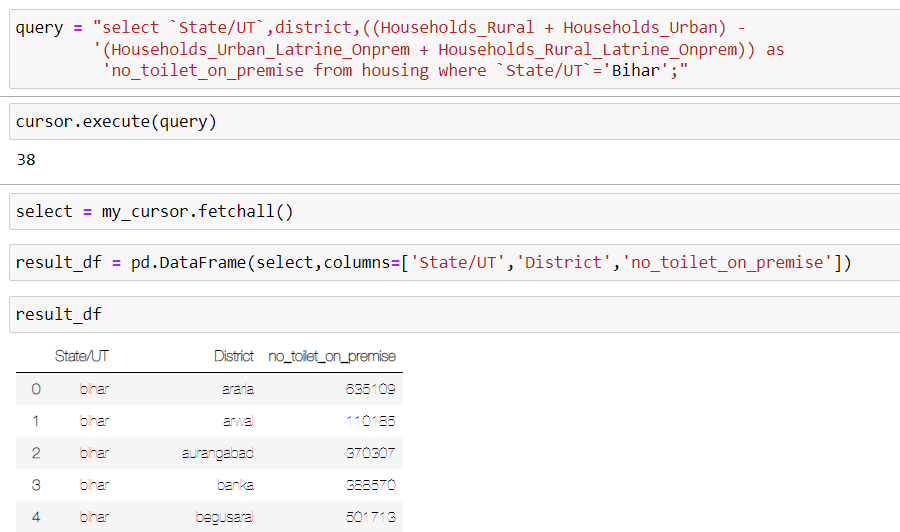 query = "select `State/UT`,district,((Households_Rural + Households_Urban) -
'(Households_Urban_Latrine_Onprem + Households_Rural_Latrine_Onprem)) as
'no_toilet_on_premise from housing where `State/UT`='Bihar';"
cursor.execute(query)
38
select = my_cursor.fetchall()
result_df = pd.DataFrame(select,columns=['State/UT','District','no_toilet_on_premise'])
result_df
State/UT District no_toilet_on_premise
0 bihar araria 635109
1 bihar arwal 110185
2 bihar aurangabad 370307
3 bihar banka 388570
4 bihar begusarai 501713